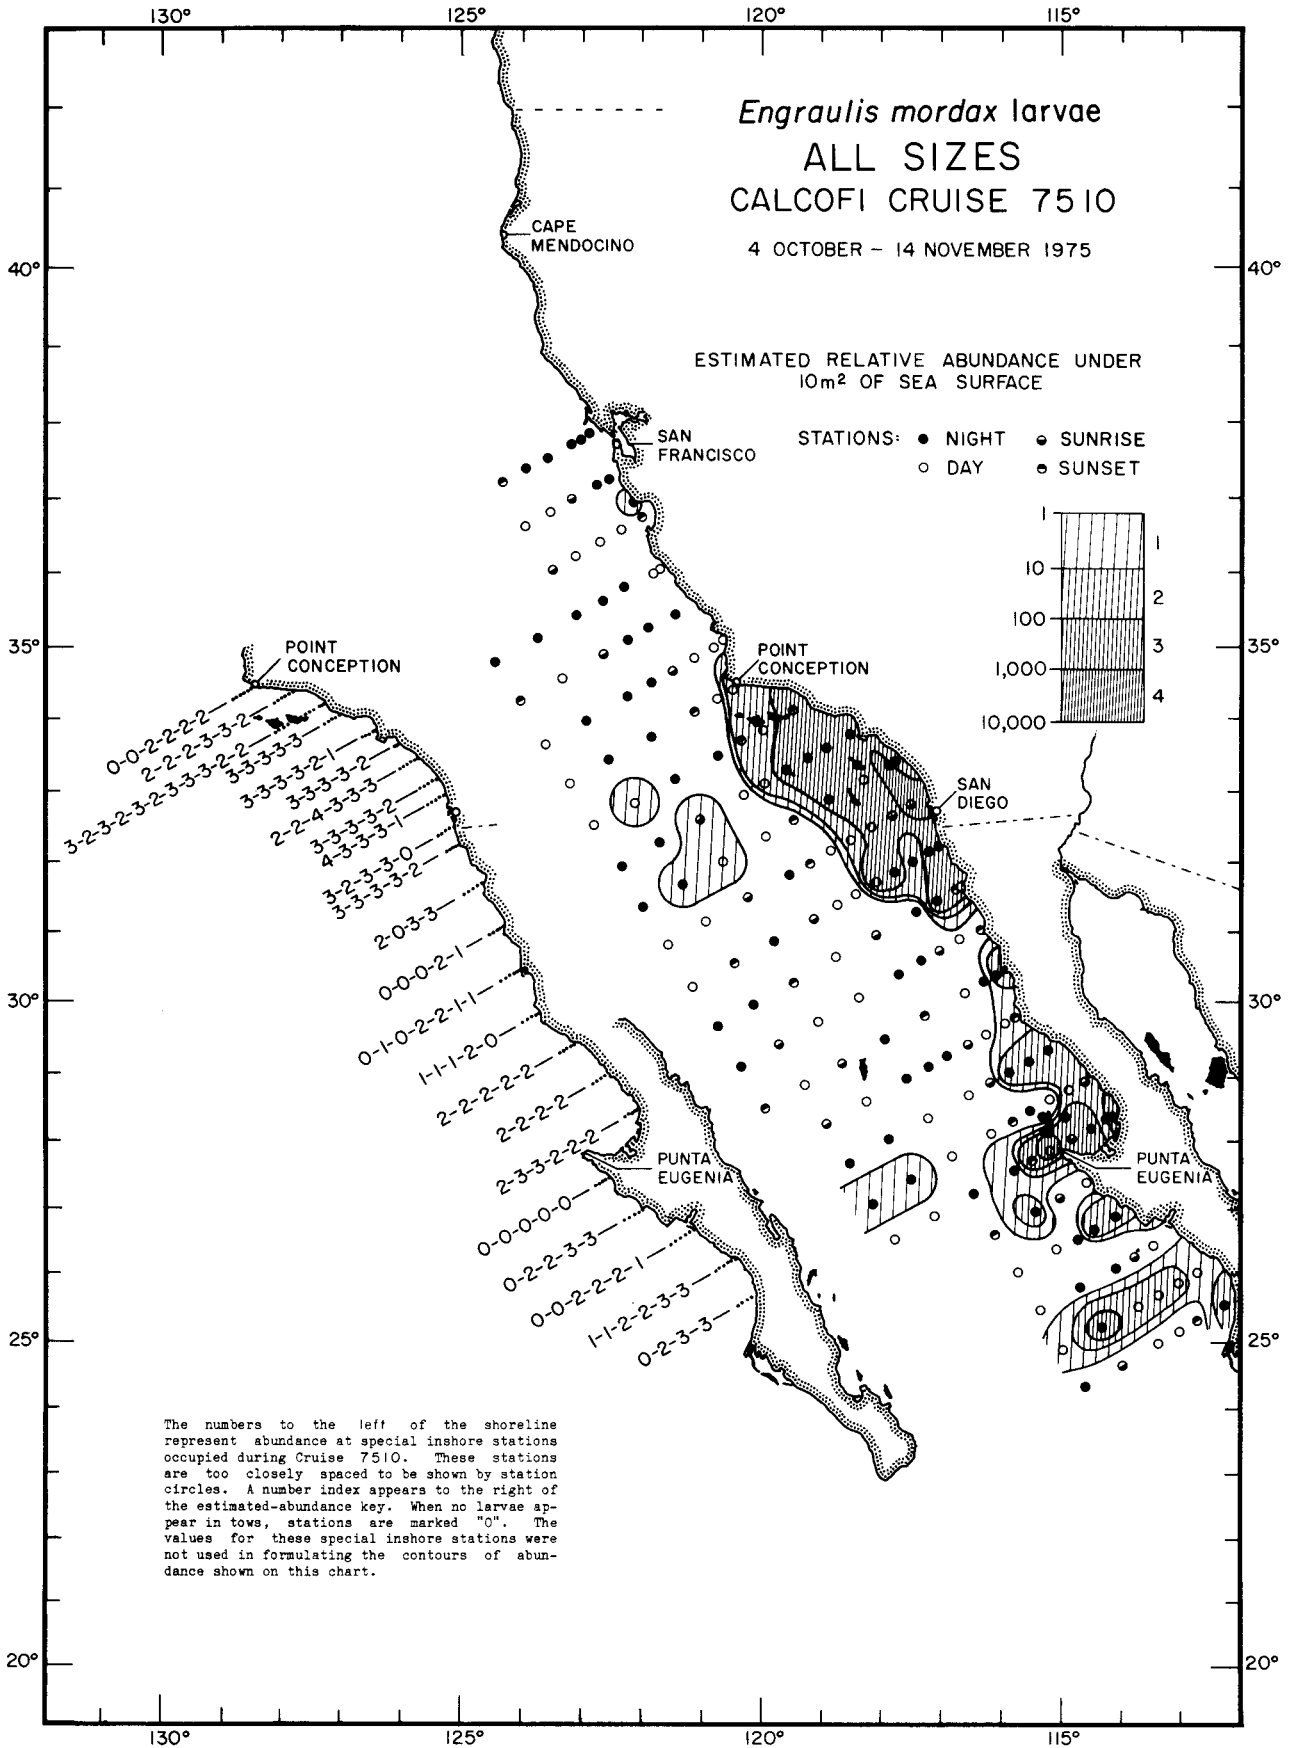 130° 125° 120° 115°
Engraulis mordax larvae
ALL SIZES
CALCOFI CRUISE 7510
4 OCTOBER – 14 NOVEMBER 1975
CAPE
MENDOCINO
40° 40°
ESTIMATED RELATIVE ABUNDANCE UNDER
10m² OF SEA SURFACE
STATIONS: ● NIGHT SUNRISE
○ DAY SUNSET
SAN
FRANCISCO
1
1
10
2
100
3
1,000
4
10,000
35° 35°
POINT
CONCEPTION
POINT
CONCEPTION
SAN
DIEGO
0-0-2-2-2-2
2-2-2-3-3-2
3-2-3-2-3-2-3-3-3-2-2
3-3-3-3-3
3-3-3-3-2-1
3-3-3-3-2
2-2-4-3-3-3
3-3-3-3-2
4-3-3-3-1
3-2-3-3-0
3-3-3-3-2
2-0-3-3
0-0-0-2-1
30° 30°
0-1-0-2-2-1-1
1-1-1-2-0
2-2-2-2-2
2-2-2-2
2-3-3-2-2-2
PUNTA
EUGENIA
PUNTA
EUGENIA
0-0-0-0-0
0-2-2-3-3
0-0-2-2-2-1
1-1-2-2-3-3
0-2-3-3
25° 25°
The numbers to the left of the shoreline
represent abundance at special inshore stations
occupied during Cruise 7510. These stations
are too closely spaced to be shown by station
circles. A number index appears to the right of
the estimated-abundance key. When no larvae ap-
pear in tows, stations are marked "0". The
values for these special inshore stations were
not used in formulating the contours of abun-
dance shown on this chart.
20° 20°
130° 125° 120° 115°